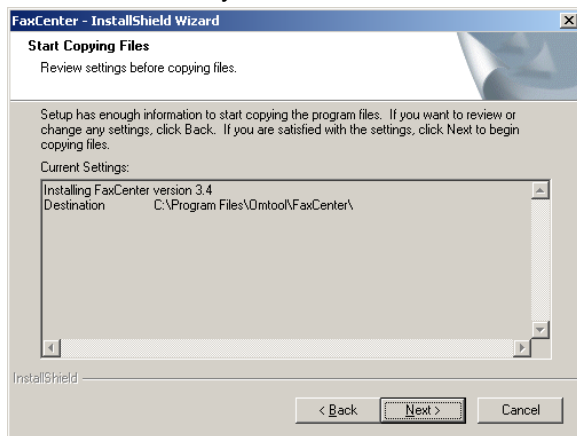 FaxCenter - InstallShield Wizard
Start Copying Files
Review settings before copying files.
Setup has enough information to start copying the program files. If you want to review or
change any settings, click Back. If you are satisfied with the settings, click Next to begin
copying files.
Current Settings:
Installing FaxCenter version 3.4
Destination C:\Program Files\Omtool\FaxCenter\
InstallShield
< Back Next > Cancel